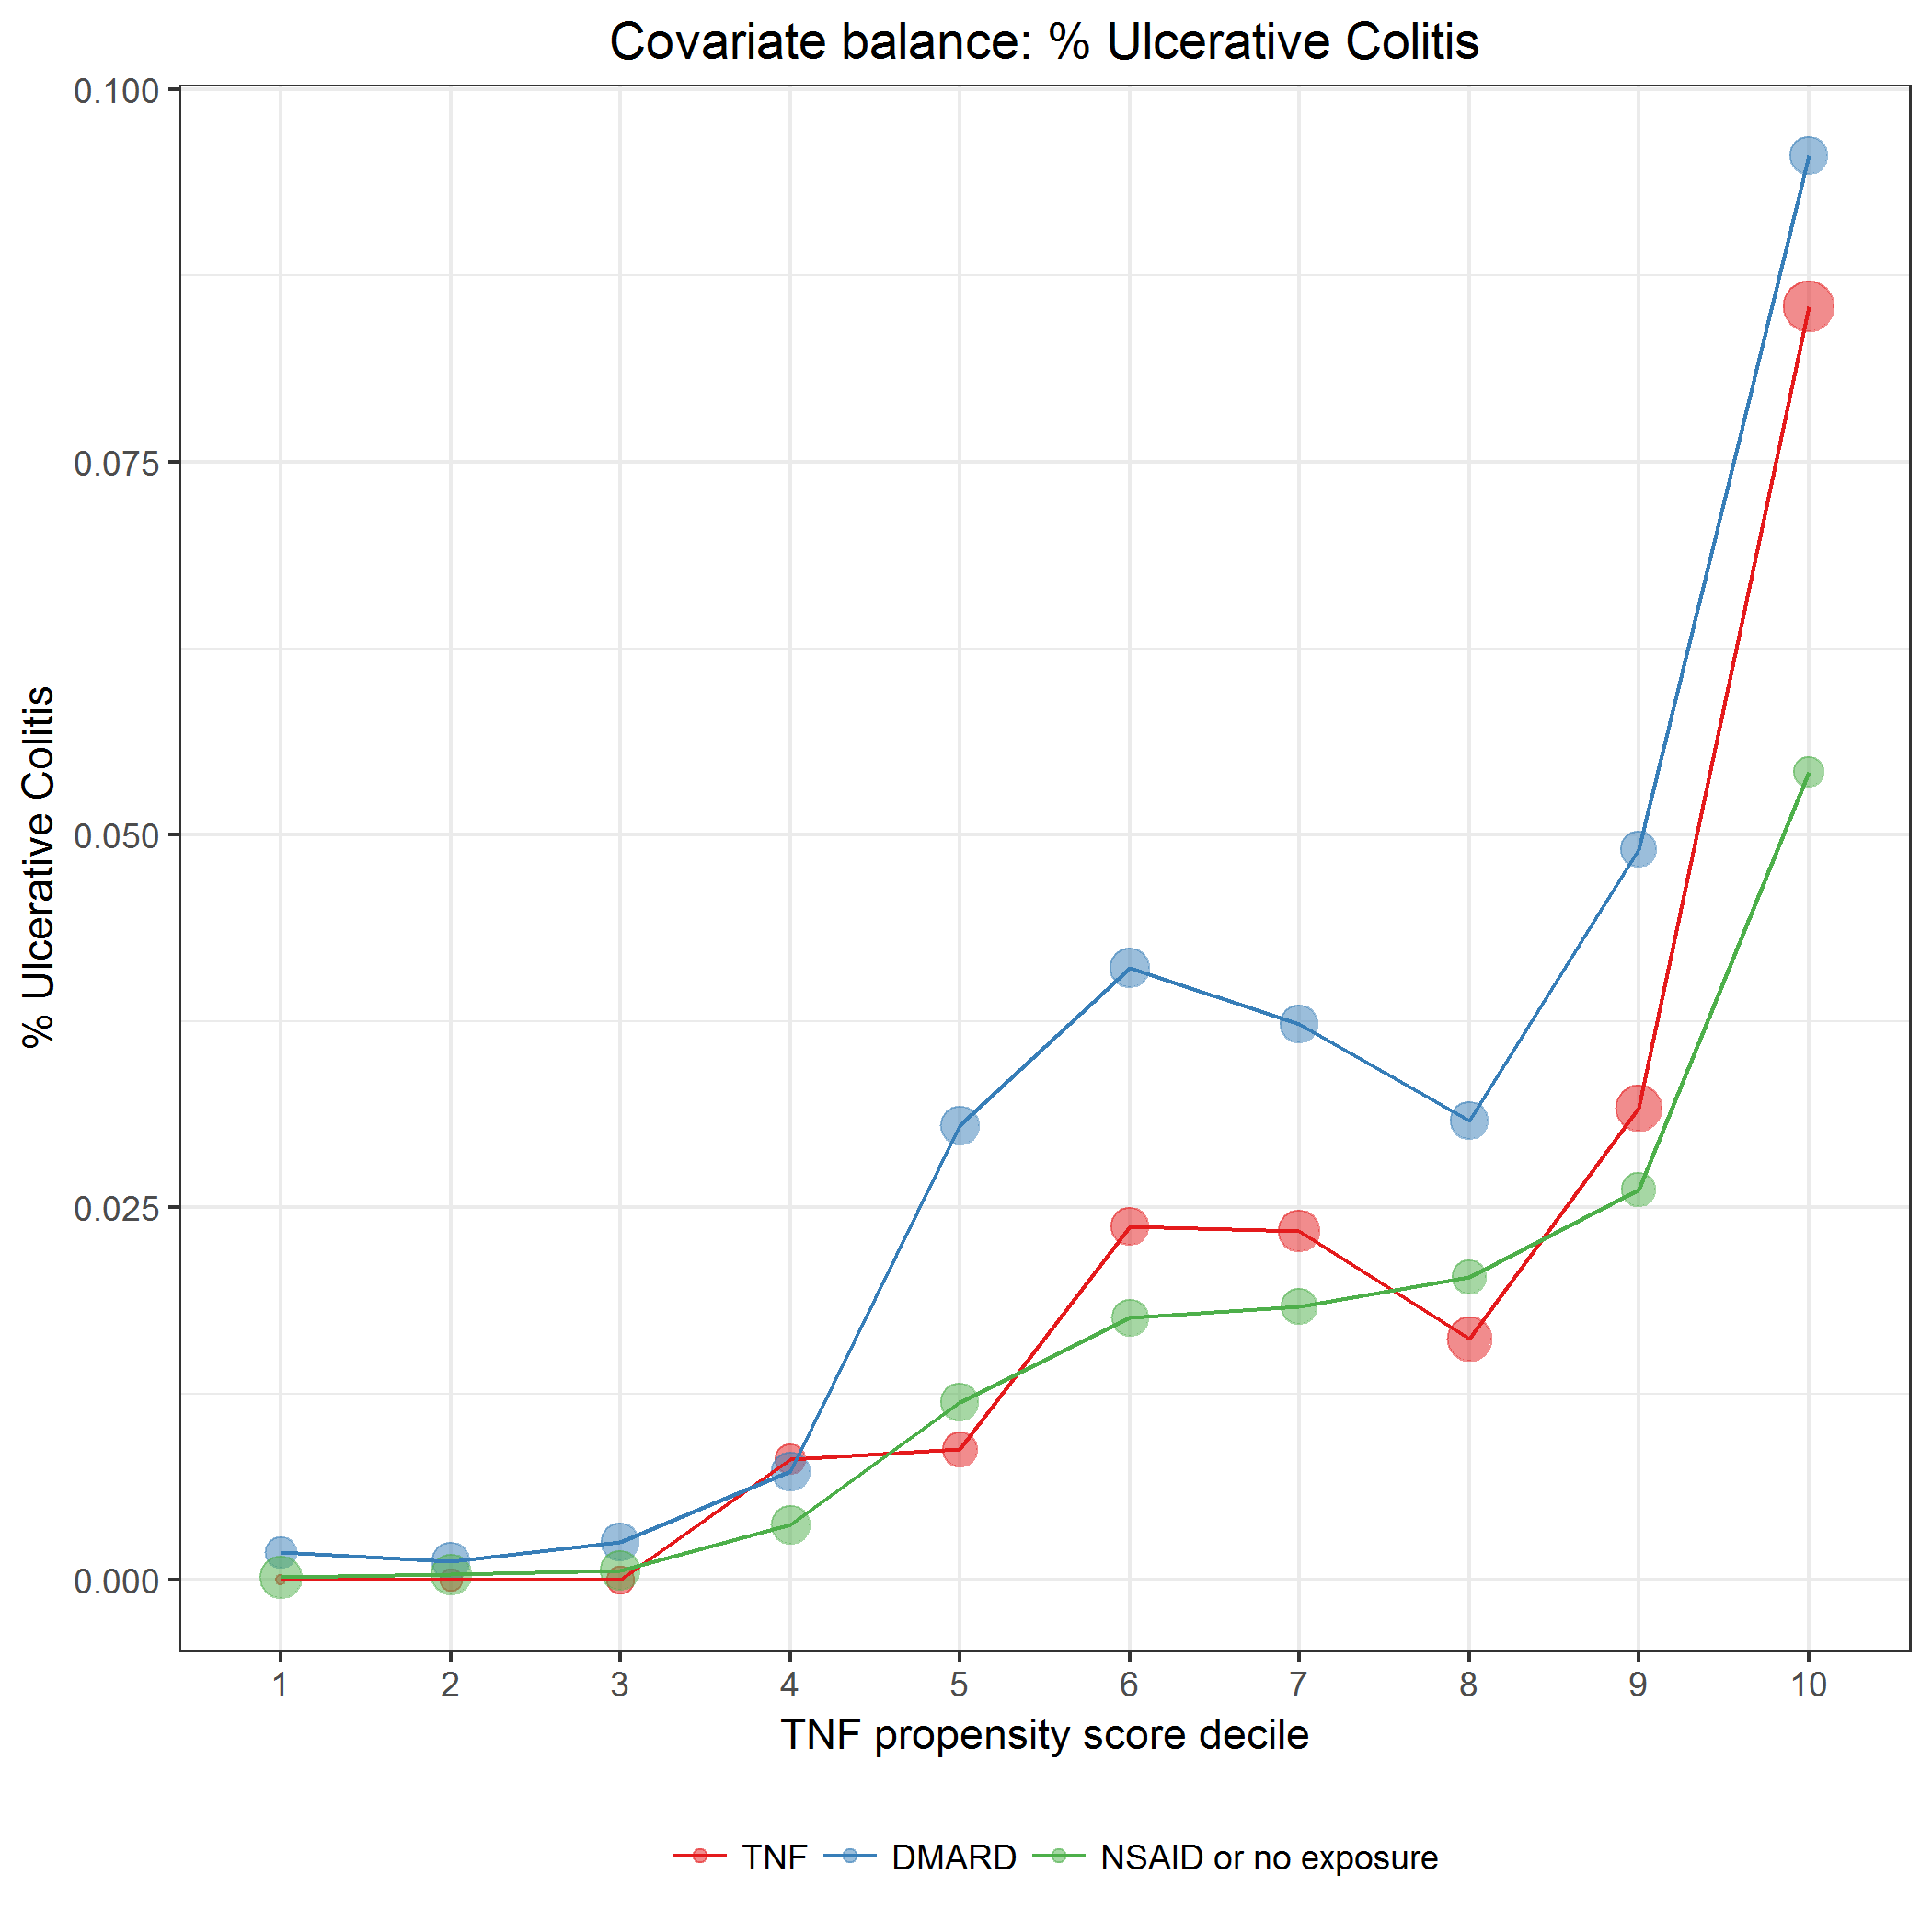 Covariate balance: % Ulcerative Colitis
0.100
0.075
0.050
0.025
0.000
% Ulcerative Colitis
1 2 3 4 5 6 7 8 9 10
TNF propensity score decile
TNF DMARD NSAID or no exposure